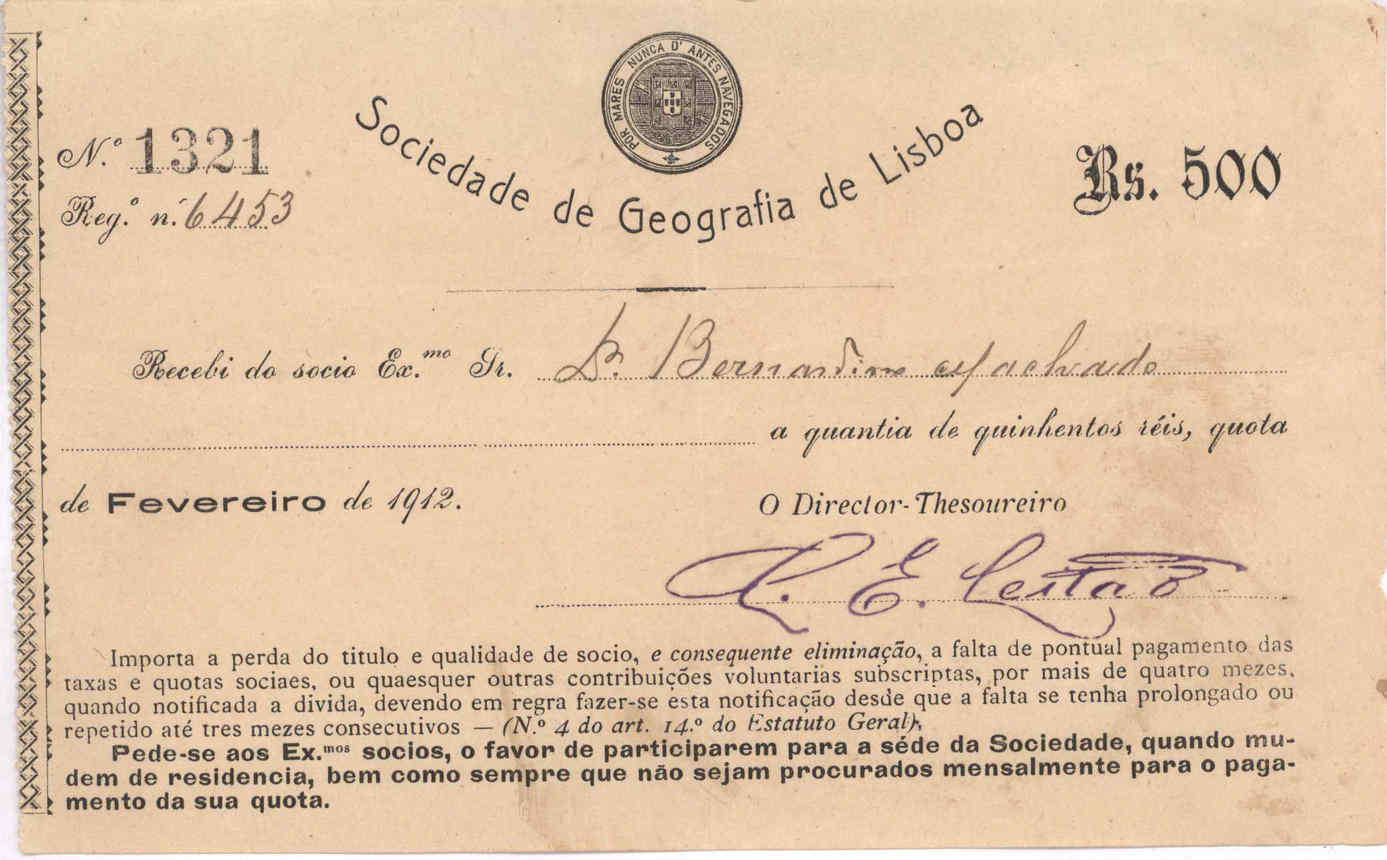 POR MARES NUNCA D'ANTES NAVEGADOS
Sociedade de Geografia de Lisboa
N.º 1321
Rs. 500
Reg.º n.º 6453
Recebi do socio Ex.mo Sr. Dr. Bernardino Machado
a quantia de quinhentos réis, quota
de Fevereiro de 1912.
O Director-Thesoureiro
C. E. Leitão
Importa a perda do titulo e qualidade de socio, e consequente eliminação, a falta de pontual pagamento das
taxas e quotas sociaes, ou quaesquer outras contribuições voluntarias subscriptas, por mais de quatro mezes,
quando notificada a divida, devendo em regra fazer-se esta notificação desde que a falta se tenha prolongado ou
repetido até tres mezes consecutivos — (N.º 4 do art. 14.º do Estatuto Geral).
Pede-se aos Ex.mos socios, o favor de participarem para a séde da Sociedade, quando mu-
dem de residencia, bem como sempre que não sejam procurados mensalmente para o paga-
mento da sua quota.